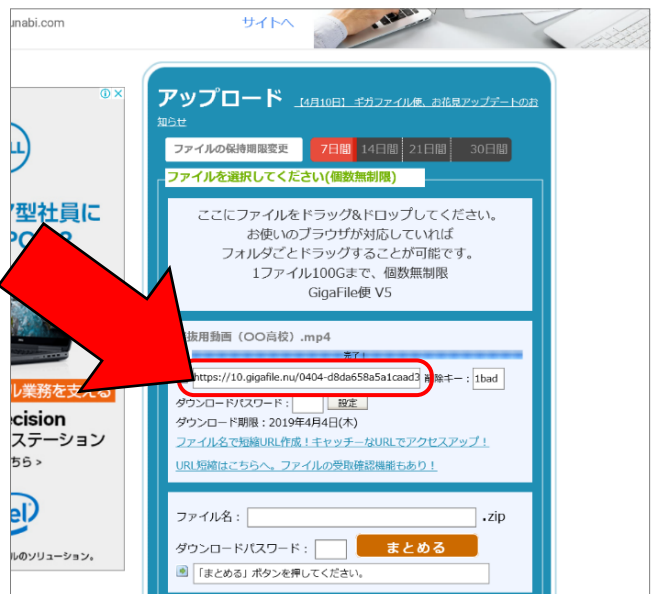 unabi.com
サイトへ
アップロード 【4月10日】 ギガファイル便、お花見アップデートのお
知らせ
ファイルの保持期限変更 7日間 14日間 21日間 30日間
ファイルを選択してください(個数無制限)
ここにファイルをドラッグ&ドロップしてください。
お使いのブラウザが対応していれば
フォルダごとドラッグすることが可能です。
1ファイル100Gまで、個数無制限
GigaFile便 V5
抜用動画（〇〇高校）.mp4
完了!
https://10.gigafile.nu/0404-d8da658a5a1caad3 削除キー：1bad
ダウンロードパスワード： 設定
ダウンロード期限：2019年4月4日(木)
ファイル名で短縮URL作成！キャッチーなURLでアクセスアップ！
URL短縮はこちらへ。ファイルの受取確認機能もあり！
ファイル名： .zip
ダウンロードパスワード： まとめる
「まとめる」ボタンを押してください。
型社員に
ル業務を支える
cision
ステーション
ちら >
el
ルのソリューション。